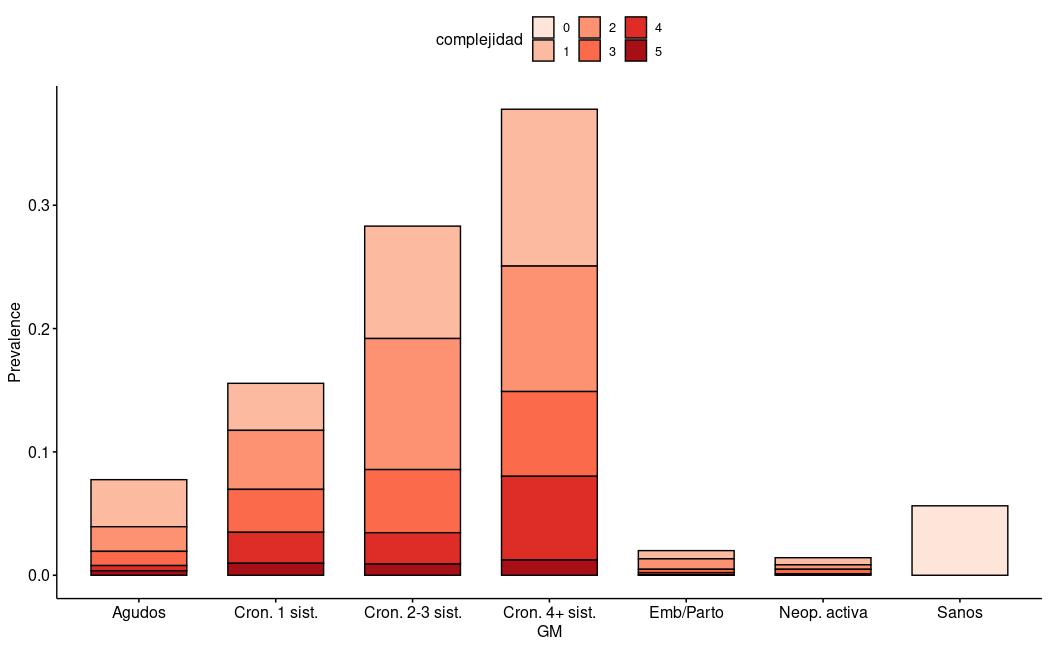 complejidad 0 2 4
1 3 5
Prevalence
0.3
0.2
0.1
0.0
Agudos Cron. 1 sist. Cron. 2-3 sist. Cron. 4+ sist. Emb/Parto Neop. activa Sanos
GM